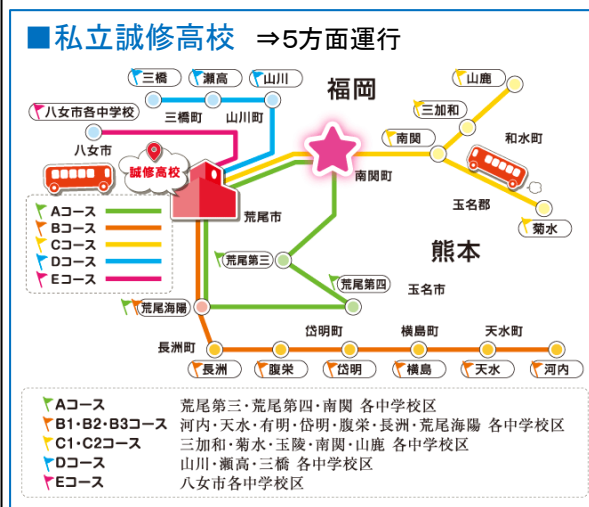 ■私立誠修高校 ⇒5方面運行
三橋
瀬高
山川
福岡
山鹿
八女市各中学校
三橋町
山川町
三加和
八女市
南関
和水町
誠修高校
南関町
Aコース
荒尾市
玉名郡
菊水
Bコース
Cコース
荒尾第三
熊本
Dコース
荒尾第四
玉名市
Eコース
荒尾海陽
長洲町
岱明町
横島町
天水町
長洲
腹栄
岱明
横島
天水
河内
Aコース 荒尾第三・荒尾第四・南関 各中学校区
B1・B2・B3コース 河内・天水・有明・岱明・腹栄・長洲・荒尾海陽 各中学校区
C1・C2コース 三加和・菊水・玉陵・南関・山鹿 各中学校区
Dコース 山川・瀬高・三橋 各中学校区
Eコース 八女市各中学校区